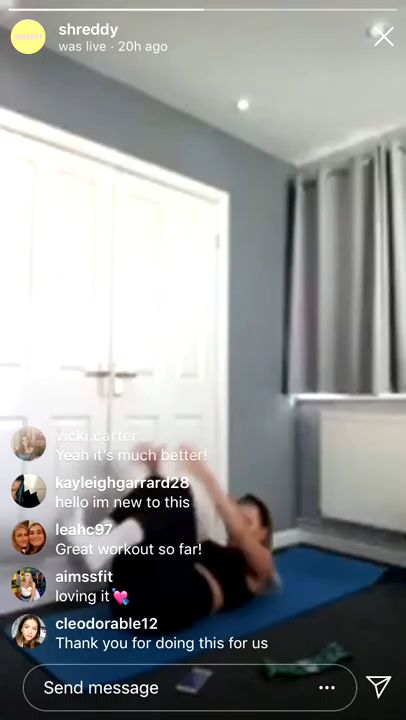 shreddy
was live · 20h ago
vicki.carter
Yeah it's much better!
kayleighgarrard28
hello im new to this
leahc97
Great workout so far!
aimssfit
loving it 💘
cleodorable12
Thank you for doing this for us
Send message